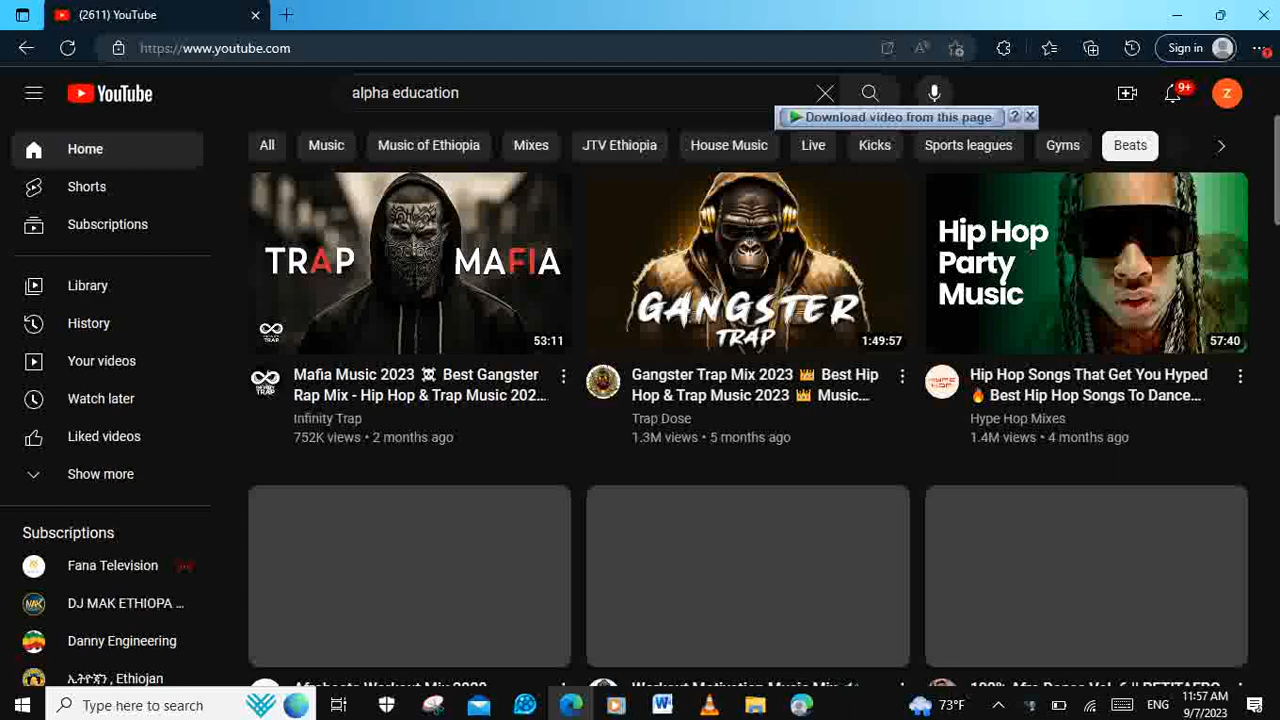 (2611) YouTube
https://www.youtube.com
Sign in
YouTube
alpha education
9+
Z
Download video from this page
?
Home
Shorts
Subscriptions
Library
History
Your videos
Watch later
Liked videos
Show more
Subscriptions
Fana Television
DJ MAK ETHIOPA ...
Danny Engineering
ኢትዮጵ , Ethiojan
All
Music
Music of Ethiopia
Mixes
JTV Ethiopia
House Music
Live
Kicks
Sports leagues
Gyms
Beats
TRAP MAFIA
INFINITY
TRAP
53:11
Mafia Music 2023 ☠️ Best Gangster
Rap Mix - Hip Hop & Trap Music 202...
Infinity Trap
752K views • 2 months ago
GANGSTER
TRAP
1:49:57
Gangster Trap Mix 2023 👑 Best Hip
Hop & Trap Music 2023 👑 Music...
Trap Dose
1.3M views • 5 months ago
Hip Hop
Party
Music
57:40
Hip Hop Songs That Get You Hyped
🔥 Best Hip Hop Songs To Dance...
Hype Hop Mixes
1.4M views • 4 months ago
Type here to search
73°F
ENG
11:57 AM
9/7/2023